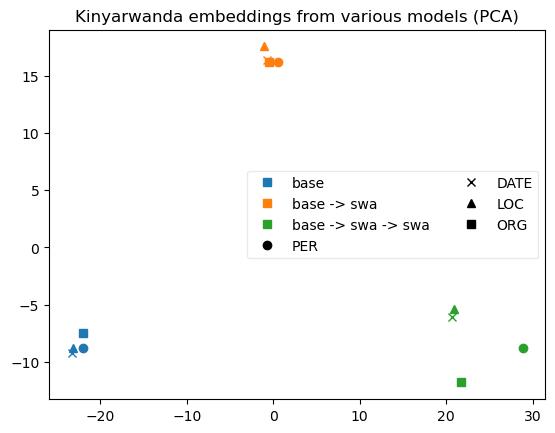 Kinyarwanda embeddings from various models (PCA)
15
10
5
0
−5
−10
base
base -> swa
base -> swa -> swa
PER
DATE
LOC
ORG
−20
−10
0
10
20
30